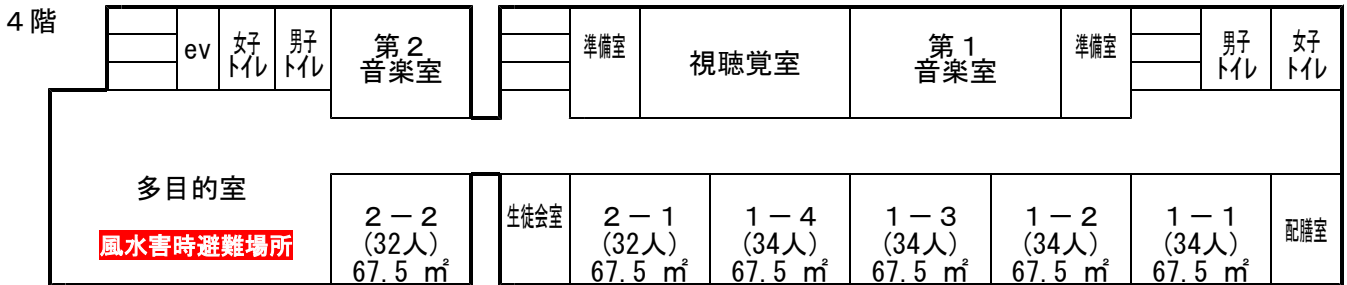 ４階
ev
女子
トイレ
男子
トイレ
第２
音楽室
準備室
視聴覚室
第１
音楽室
準備室
男子
トイレ
女子
トイレ
多目的室
風水害時避難場所
２－２
(32人)
67.5 ㎡
生徒会室
２－１
(32人)
67.5 ㎡
１－４
(34人)
67.5 ㎡
１－３
(34人)
67.5 ㎡
１－２
(34人)
67.5 ㎡
１－１
(34人)
67.5 ㎡
配膳室